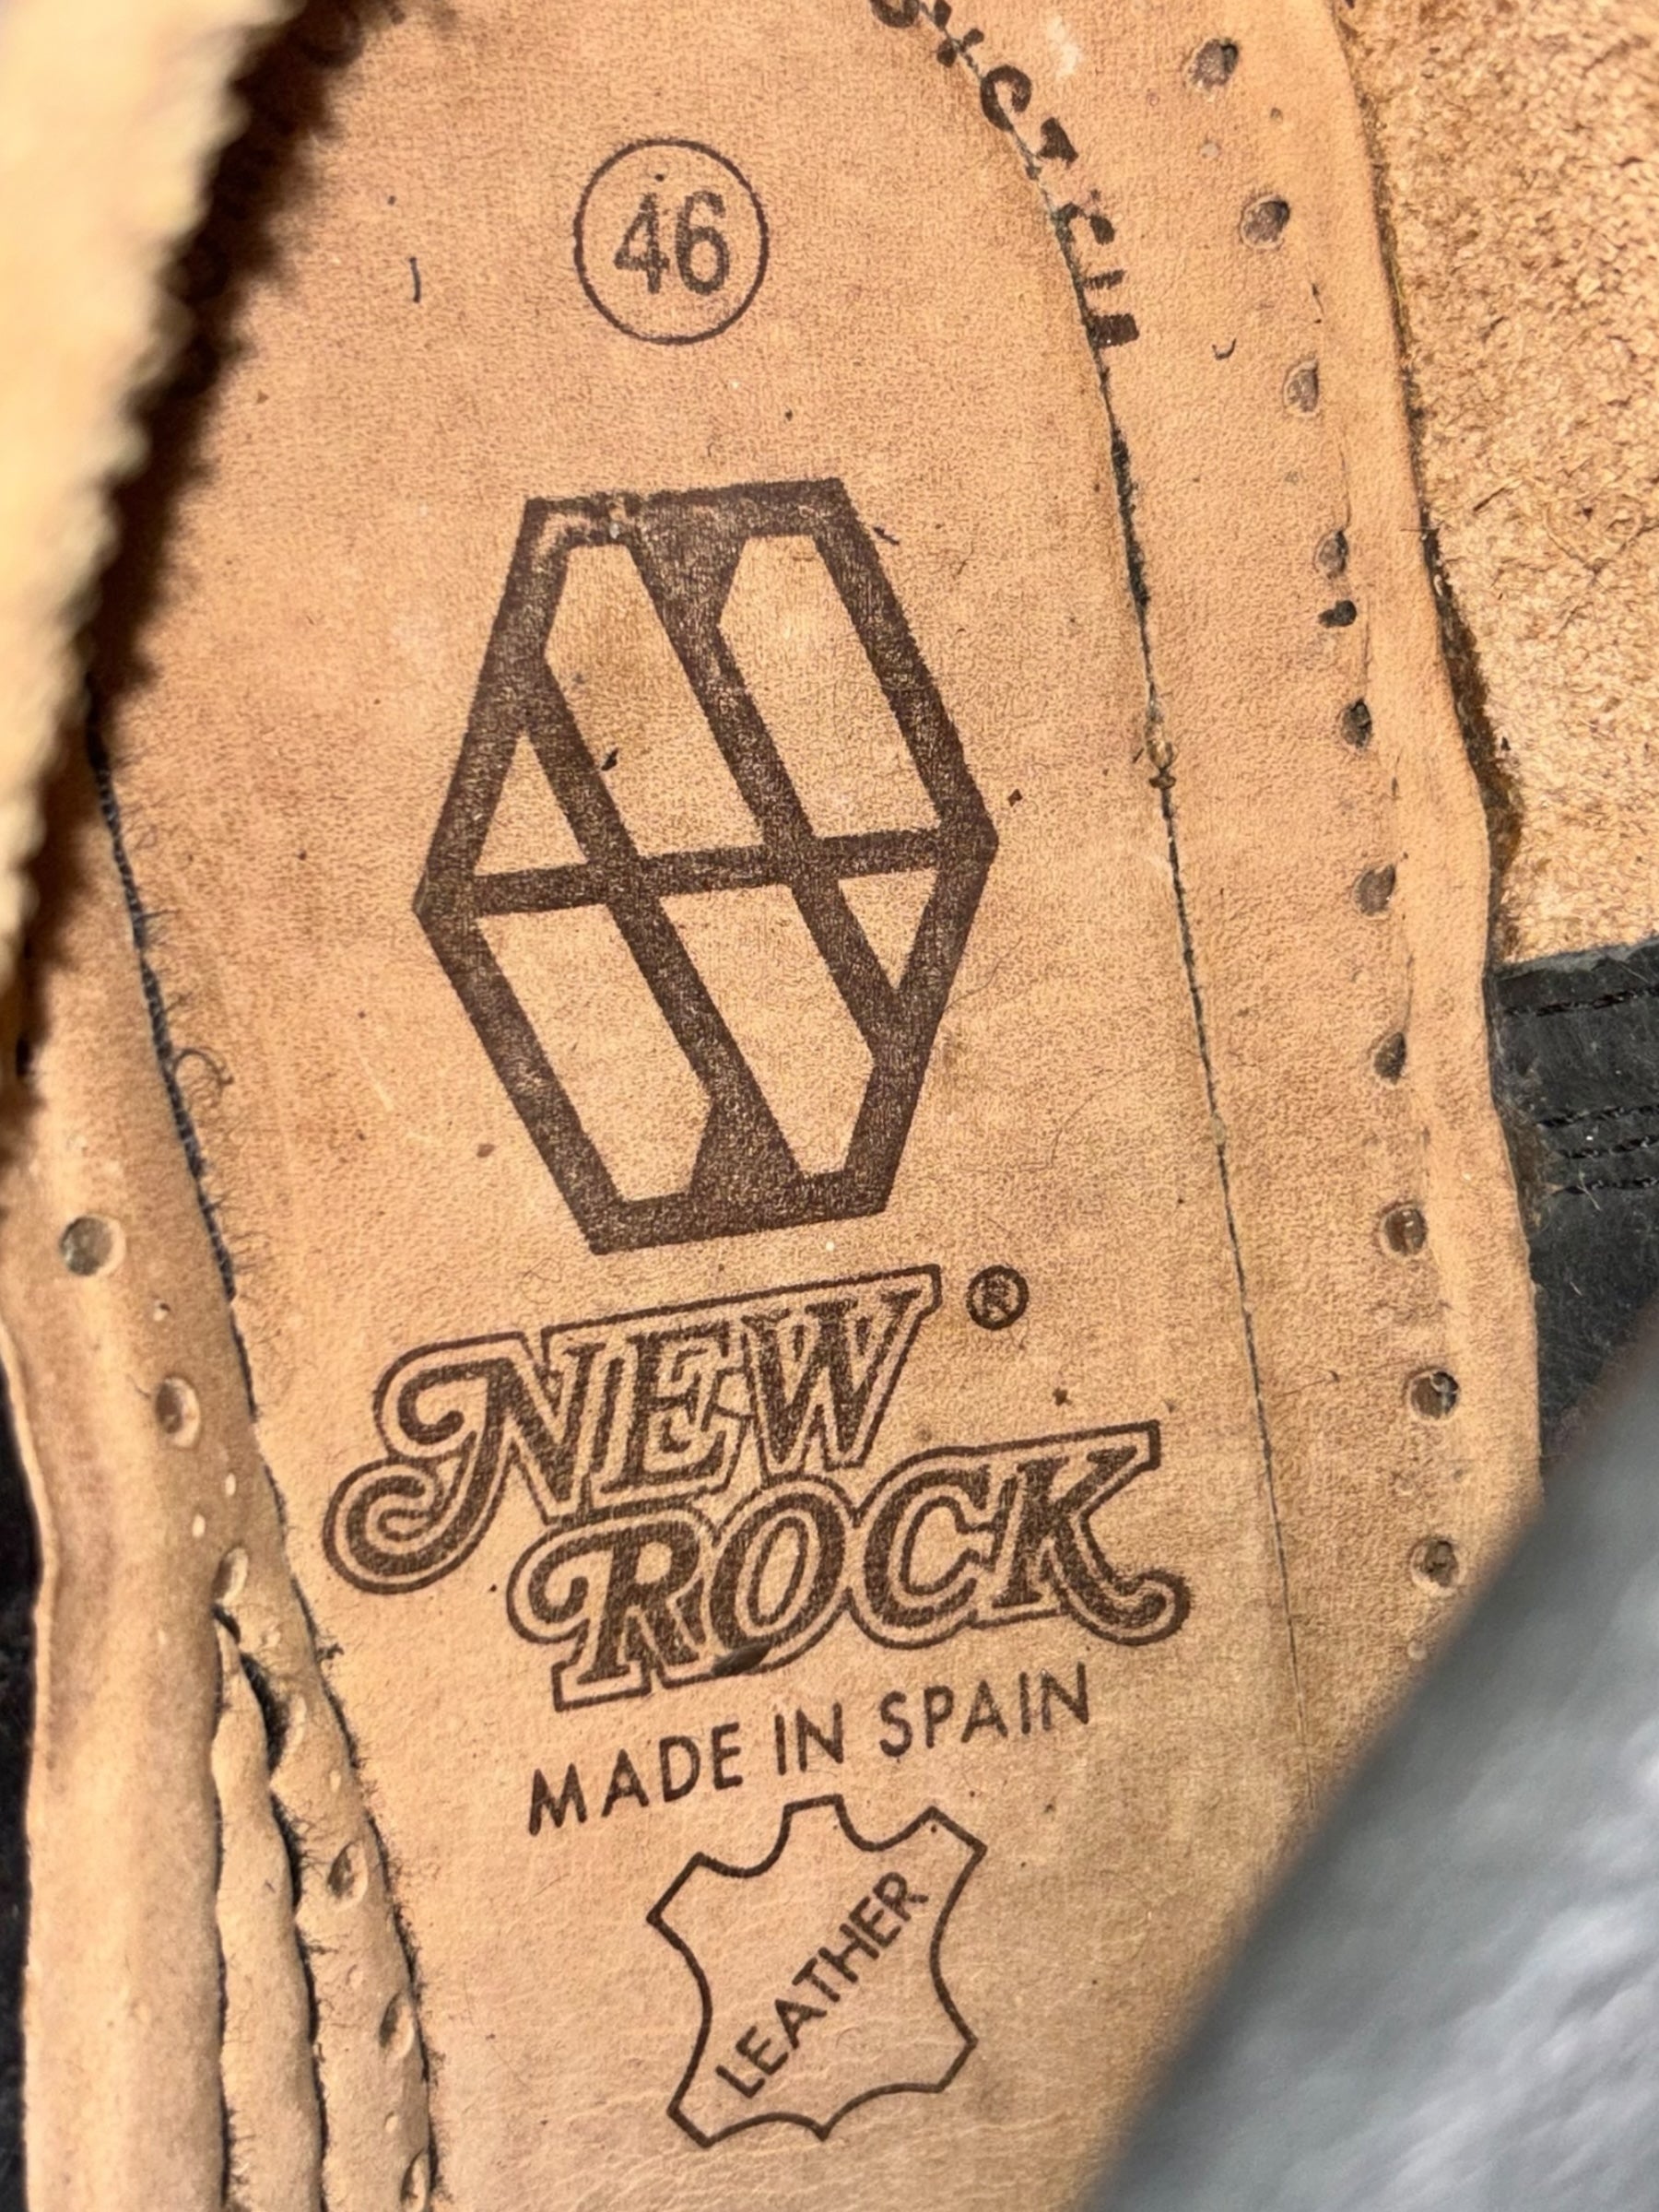 46
NEW ®
ROCK
MADE IN SPAIN
LEATHER